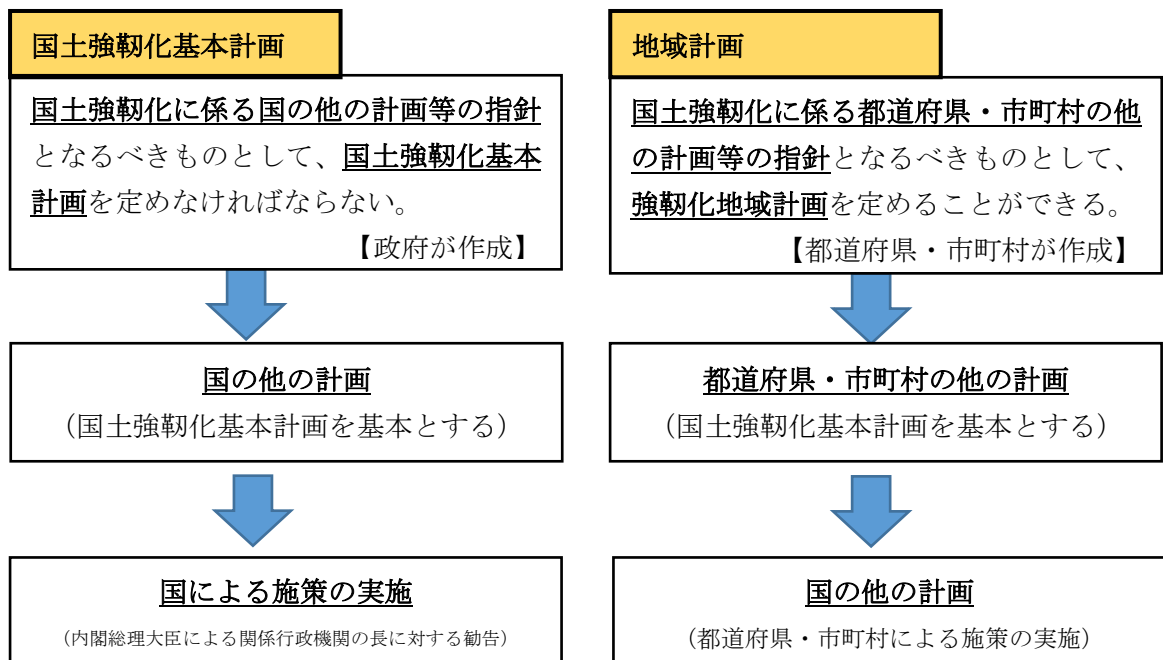 国土強靱化基本計画
国土強靱化に係る国の他の計画等の指針
となるべきものとして、国土強靱化基本
計画を定めなければならない。
【政府が作成】
国の他の計画
（国土強靱化基本計画を基本とする）
国による施策の実施
（内閣総理大臣による関係行政機関の長に対する勧告）
地域計画
国土強靱化に係る都道府県・市町村の他
の計画等の指針となるべきものとして、
強靱化地域計画を定めることができる。
【都道府県・市町村が作成】
都道府県・市町村の他の計画
（国土強靱化基本計画を基本とする）
国の他の計画
（都道府県・市町村による施策の実施）